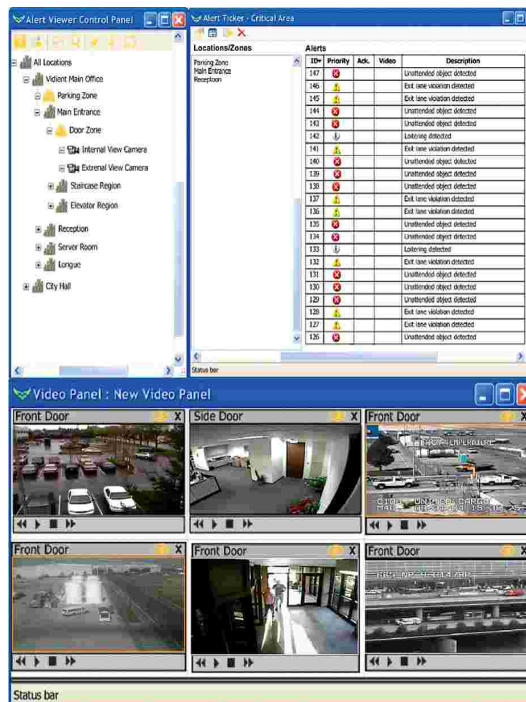 Alert Viewer Control Panel
All Locations
Vidient Main Office
Parking Zone
Main Entrance
Door Zone
Internal View Camera
Extrenal View Camera
Staircase Region
Elevator Region
Reception
Server Room
Longue
City Hall
Alert Ticker - Critical Area
Locations/Zones
Parking Zone
Main Entrance
Reception
Alerts
ID Priority Ack. Video Description
147 Unattended object detected
146 Exit lane violation detected
145 Exit lane violation detected
144 Unattended object detected
143 Unattended object detected
142 Loitering detected
141 Exit lane violation detected
140 Unattended object detected
139 Unattended object detected
138 Unattended object detected
137 Exit lane violation detected
136 Exit lane violation detected
135 Unattended object detected
134 Unattended object detected
133 Loitering detected
132 Exit lane violation detected
131 Unattended object detected
130 Unattended object detected
129 Unattended object detected
128 Exit lane violation detected
127 Exit lane violation detected
126 Unattended object detected
Status bar
Video Panel : New Video Panel
Front Door X
Side Door X
Front Door X
UNITED CARGO
Front Door X
Front Door X
Front Door X
Status bar